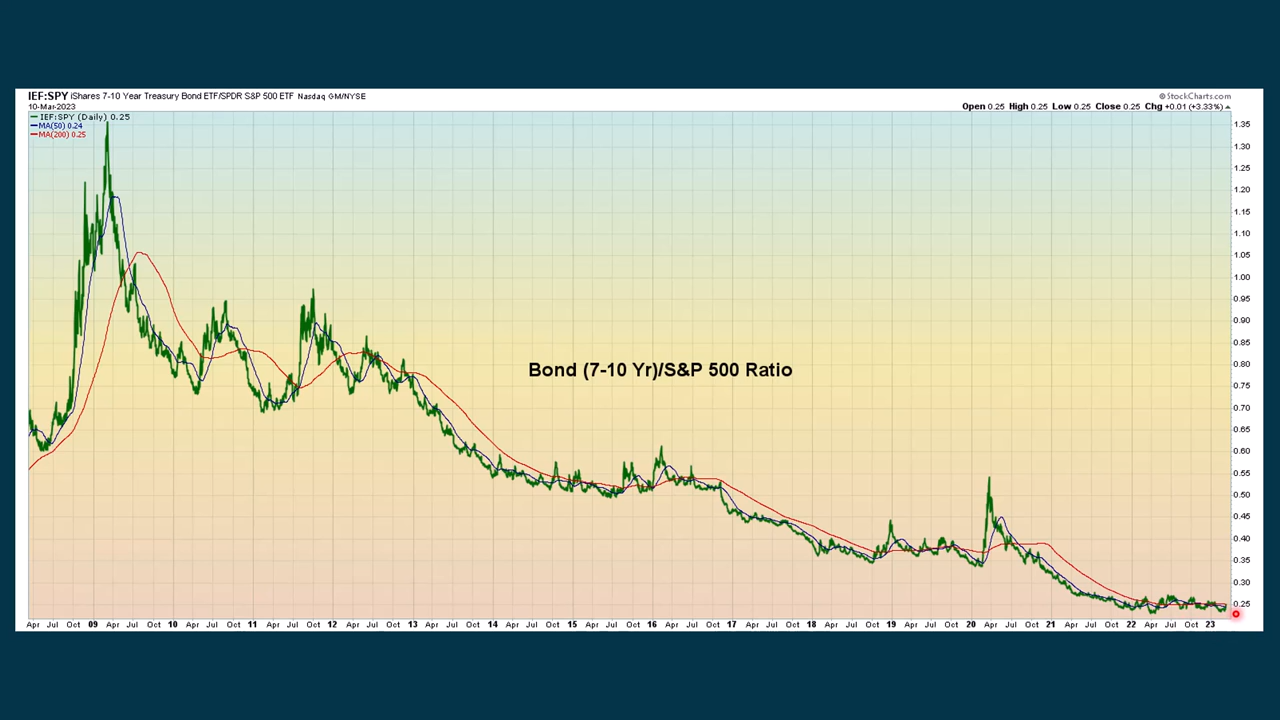 IEF:SPY iShares 7-10 Year Treasury Bond ETF/SPDR S&P 500 ETF Nasdaq GM/NYSE
© StockCharts.com
10-Mar-2023
Open 0.25 High 0.25 Low 0.25 Close 0.25 Chg +0.01 (+3.33%)
IEF:SPY (Daily) 0.25
MA(50) 0.24
MA(200) 0.25
1.35
1.30
1.25
1.20
1.15
1.10
1.05
1.00
0.95
0.90
0.85
0.80
0.75
0.70
0.65
0.60
0.55
0.50
0.45
0.40
0.35
0.30
0.25
Bond (7-10 Yr)/S&P 500 Ratio
Apr Jul Oct 09 Apr Jul Oct 10 Apr Jul Oct 11 Apr Jul Oct 12 Apr Jul Oct 13 Apr Jul Oct 14 Apr Jul Oct 15 Apr Jul Oct 16 Apr Jul Oct 17 Apr Jul Oct 18 Apr Jul Oct 19 Apr Jul Oct 20 Apr Jul Oct 21 Apr Jul Oct 22 Apr Jul Oct 23